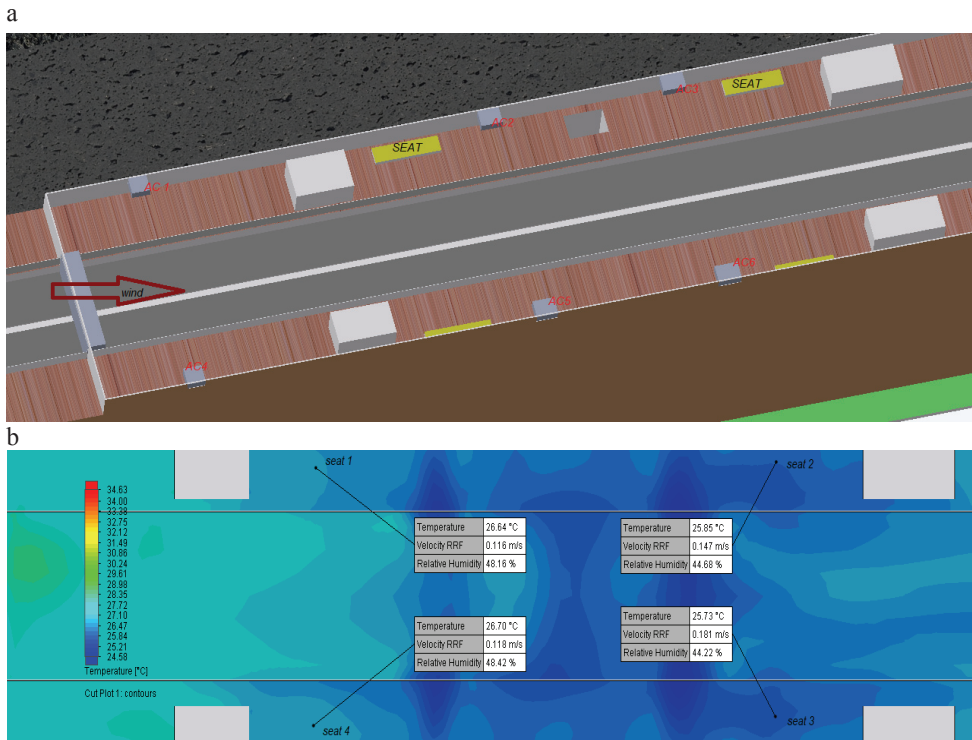 a
SEAT
AC3
AC2
SEAT
AC 1
wind
AC6
AC5
AC4
b
seat 1
seat 2
34.63
34.00
33.38
32.75
32.12
31.49
30.86
30.24
29.61
28.98
28.35
27.72
27.10
26.47
25.84
25.21
24.58
Temperature [°C]
Cut Plot 1: contours
Temperature 26.64 °C
Velocity RRF 0.116 m/s
Relative Humidity 48.16 %
Temperature 25.85 °C
Velocity RRF 0.147 m/s
Relative Humidity 44.68 %
Temperature 26.70 °C
Velocity RRF 0.118 m/s
Relative Humidity 48.42 %
Temperature 25.73 °C
Velocity RRF 0.181 m/s
Relative Humidity 44.22 %
seat 4
seat 3